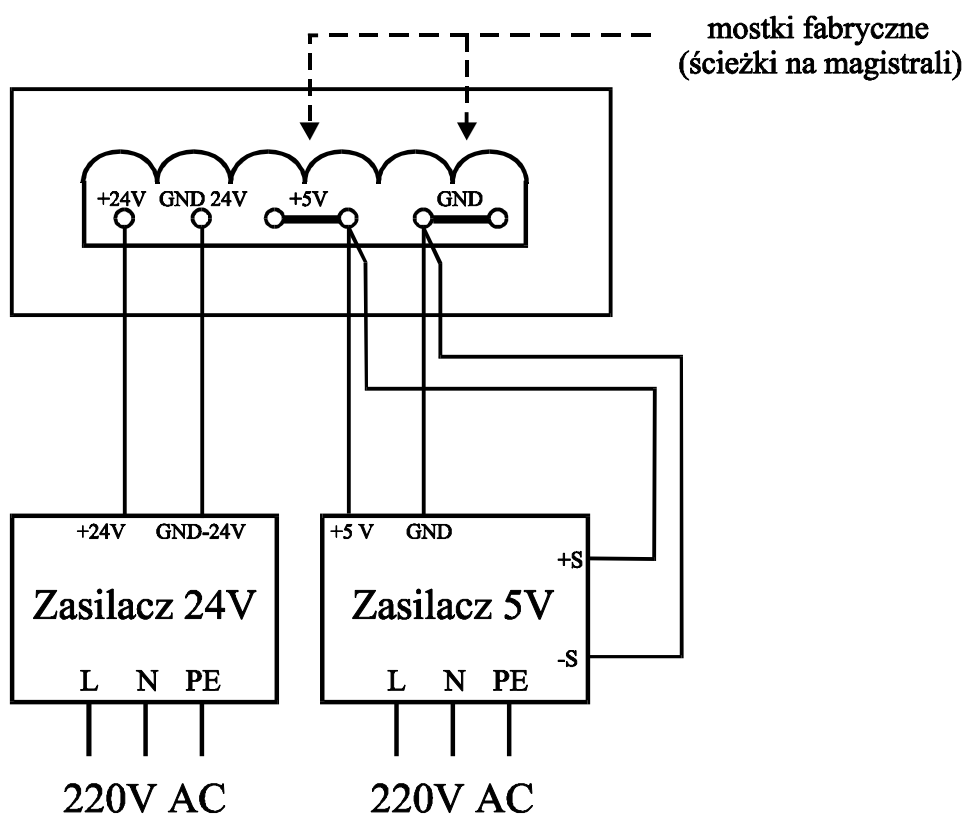 mostki fabryczne
(ścieżki na magistrali)
+24V GND 24V +5V GND
+24V GND-24V
Zasilacz 24V
L N PE
220V AC
+5 V GND
+S
Zasilacz 5V
-S
L N PE
220V AC